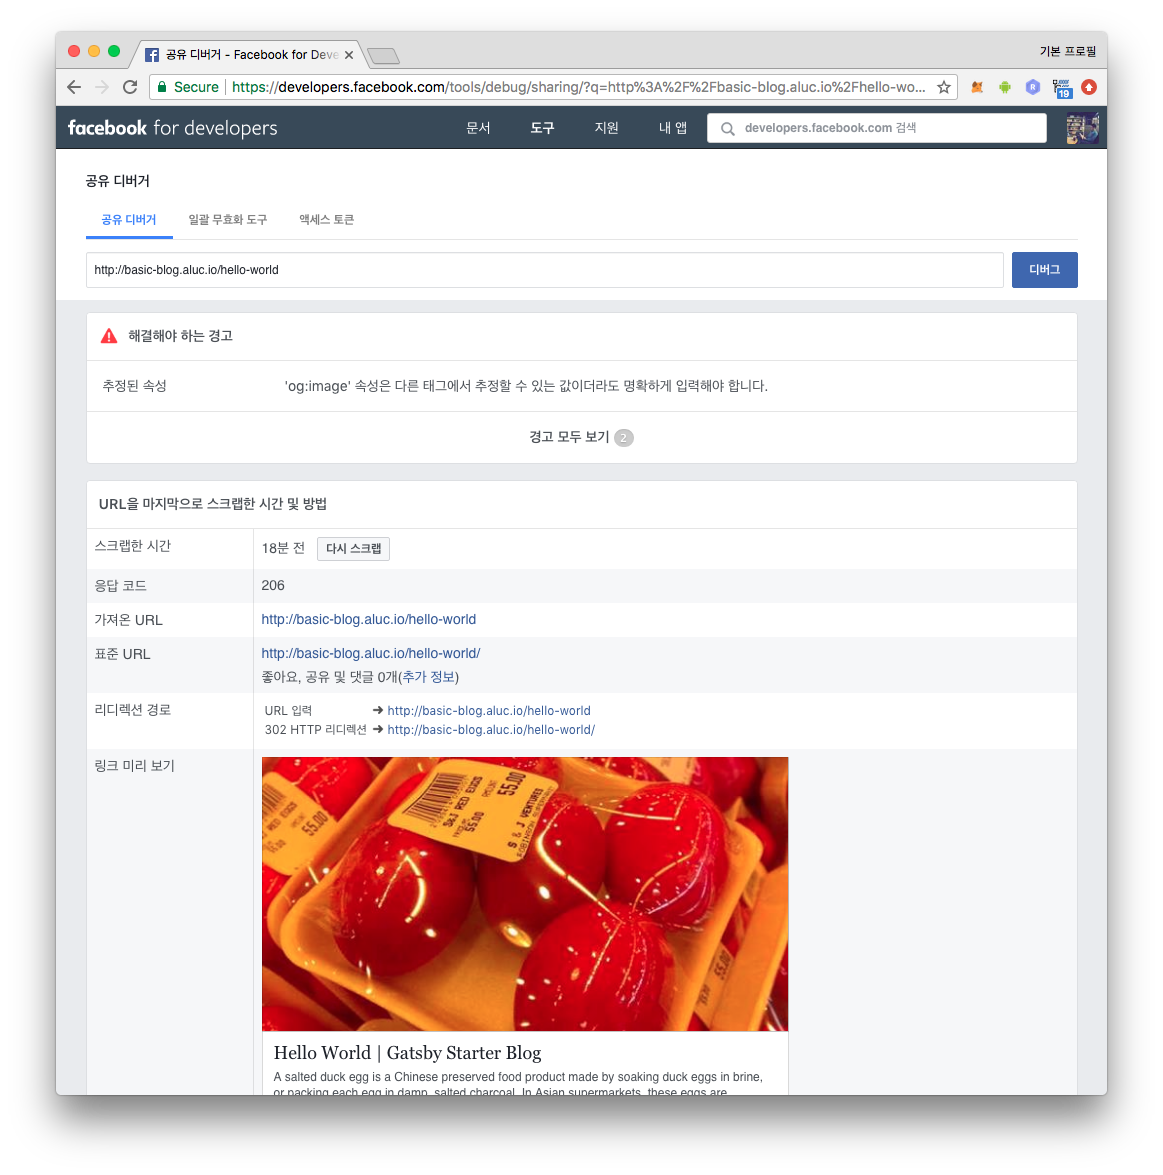 공유 디버거 - Facebook for Deve
기본 프로필
Secure https://developers.facebook.com/tools/debug/sharing/?q=http%3A%2F%2Fbasic-blog.aluc.io%2Fhello-wo...
19
facebook for developers 문서 도구 지원 내 앱 developers.facebook.com 검색
공유 디버거
공유 디버거 일괄 무효화 도구 액세스 토큰
http://basic-blog.aluc.io/hello-world 디버그
해결해야 하는 경고
추정된 속성 'og:image' 속성은 다른 태그에서 추정할 수 있는 값이더라도 명확하게 입력해야 합니다.
경고 모두 보기 2
URL을 마지막으로 스크랩한 시간 및 방법
스크랩한 시간 18분 전 다시 스크랩
응답 코드 206
가져온 URL http://basic-blog.aluc.io/hello-world
표준 URL http://basic-blog.aluc.io/hello-world/
좋아요, 공유 및 댓글 0개(추가 정보)
리디렉션 경로 URL 입력 ➔ http://basic-blog.aluc.io/hello-world
302 HTTP 리디렉션 ➔ http://basic-blog.aluc.io/hello-world/
링크 미리 보기
S&J RED EGGS
$5.00
$5.00
S & J VENTURES
RED EGGS
$5.00
$5.00
Hello World | Gatsby Starter Blog
A salted duck egg is a Chinese preserved food product made by soaking duck eggs in brine,
or packing each egg in damp, salted charcoal. In Asian supermarkets, these eggs are